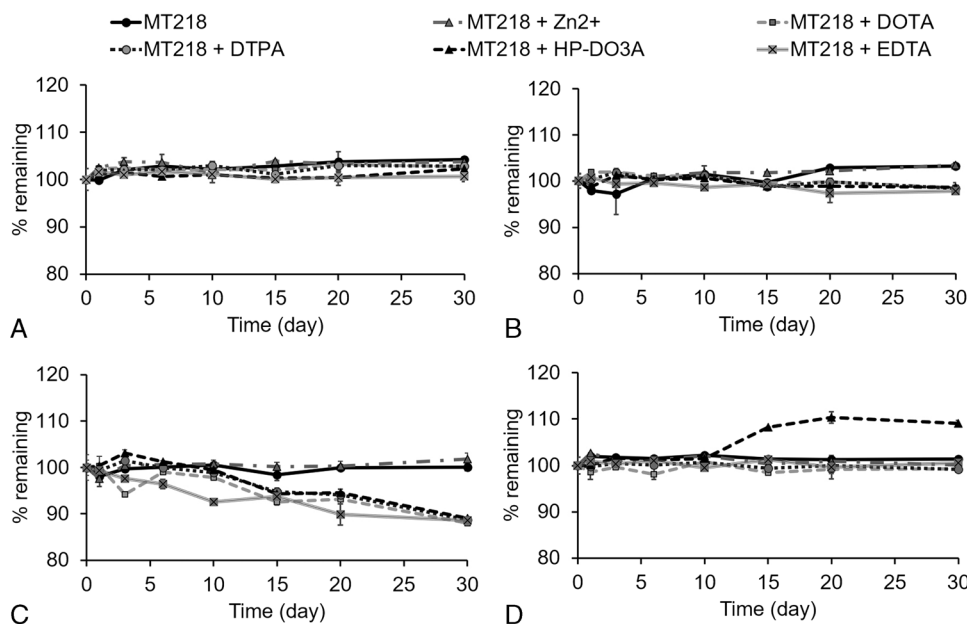 MT218 MT218 + Zn2+ MT218 + DOTA
MT218 + DTPA MT218 + HP-DO3A MT218 + EDTA
120
110
100
90
80
% remaining
0 5 10 15 20 25 30
Time (day)
A
120
110
100
90
80
% remaining
0 5 10 15 20 25 30
Time (day)
B
120
110
100
90
80
% remaining
0 5 10 15 20 25 30
Time (day)
C
120
110
100
90
80
% remaining
0 5 10 15 20 25 30
Time (day)
D